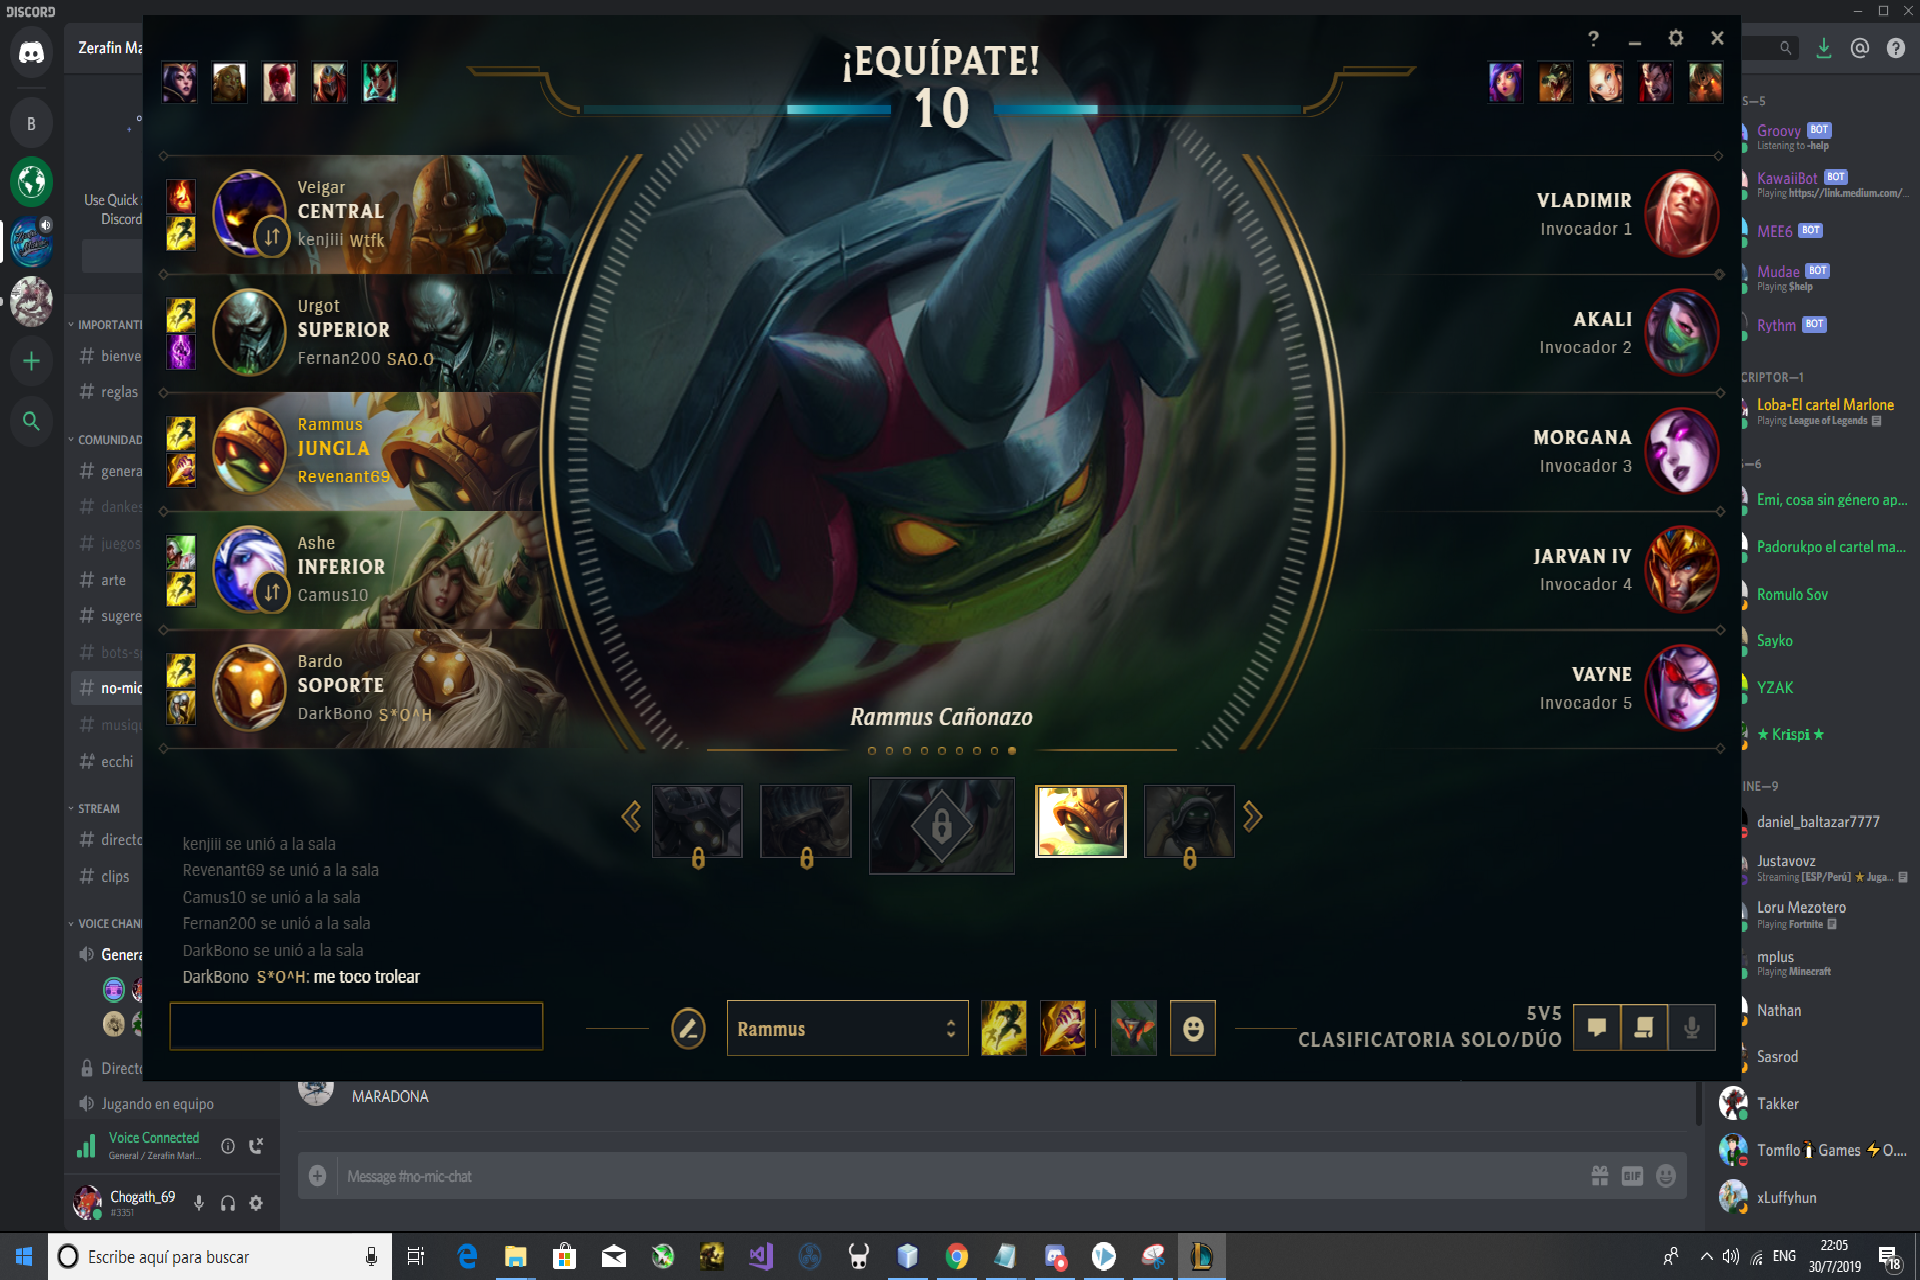 DISCORD
Zerafin Ma
B
Use Quick
Discord
IMPORTANTE
# bienve
# reglas
COMUNIDAD
# genera
# dankes
# juegos
# arte
# sugere
# bots-sp
# no-mic
# musiqu
# ecchi
STREAM
# directo
# clips
VOICE CHAN
Genera
Directo
Jugando en equipo
Voice Connected
General / Zerafin Marl...
Chogath_69
#3351
¡EQUÍPATE!
10
?
Veigar
CENTRAL
kenjiii Wtfk
Urgot
SUPERIOR
Fernan200 SAO.O
Rammus
JUNGLA
Revenant69
Ashe
INFERIOR
Camus10
Bardo
SOPORTE
DarkBono S*O^H
VLADIMIR
Invocador 1
AKALI
Invocador 2
MORGANA
Invocador 3
JARVAN IV
Invocador 4
VAYNE
Invocador 5
Rammus Cañonazo
kenjiii se unió a la sala
Revenant69 se unió a la sala
Camus10 se unió a la sala
Fernan200 se unió a la sala
DarkBono se unió a la sala
DarkBono S*O^H: me toco trolear
Rammus
5V5
CLASIFICATORIA SOLO/DÚO
MARADONA
Message #no-mic-chat
GIF
S—5
Groovy BOT
Listening to -help
KawaiiBot BOT
Playing https://link.medium.com/...
MEE6 BOT
Mudae BOT
Playing $help
Rythm BOT
CRIPTOR—1
Loba-El cartel Marlone
Playing League of Legends
—6
Emi, cosa sin género ap...
Padorukpo el cartel ma...
Romulo Sov
Sayko
YZAK
★ Krispi ★
INE—9
daniel_baltazar7777
Justavovz
Streaming [ESP/Perú] ★ Juga...
Loru Mezotero
Playing Fortnite
mplus
Playing Minecraft
Nathan
Sasrod
Takker
Tomflo Games ⚡O....
xLuffyhun
Escribe aquí para buscar
ENG
22:05
30/7/2019
18